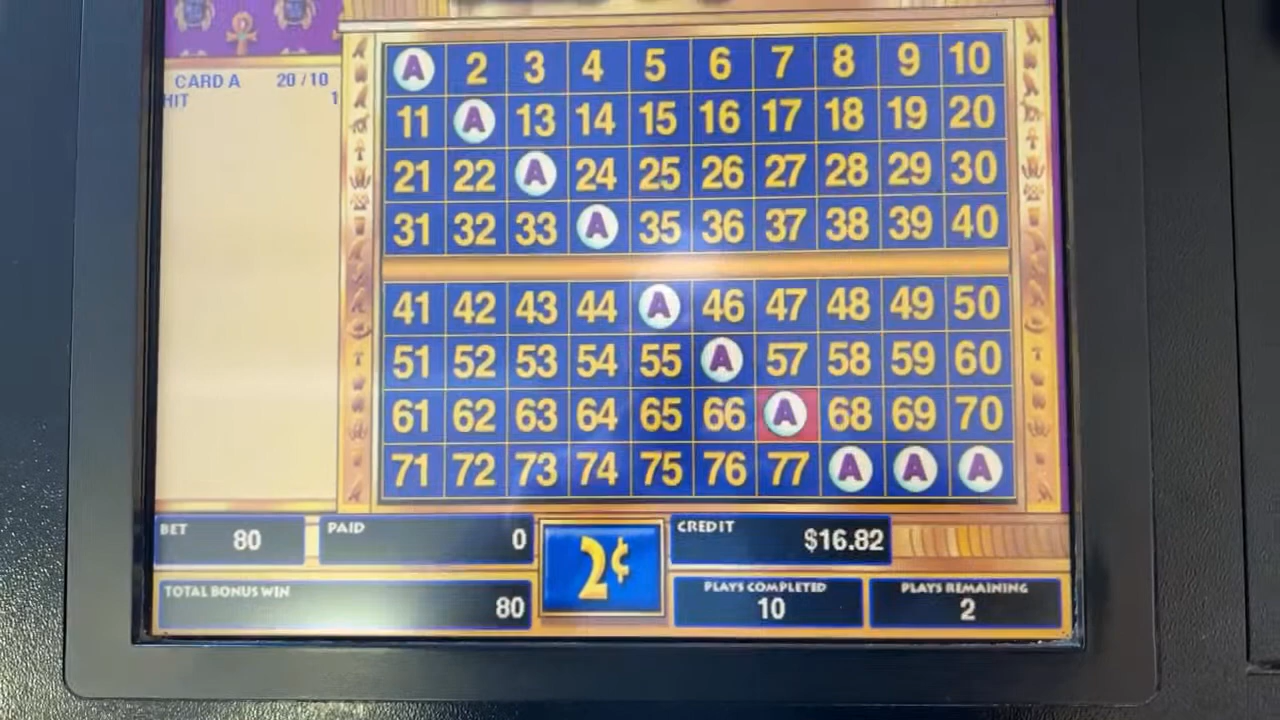 CARD A 20/10
HIT 1
A 2 3 4 5 6 7 8 9 10
11 A 13 14 15 16 17 18 19 20
21 22 A 24 25 26 27 28 29 30
31 32 33 A 35 36 37 38 39 40
41 42 43 44 A 46 47 48 49 50
51 52 53 54 55 A 57 58 59 60
61 62 63 64 65 66 A 68 69 70
71 72 73 74 75 76 77 A A A
BET 80
PAID 0
2¢
CREDIT $16.82
TOTAL BONUS WIN 80
PLAYS COMPLETED
10
PLAYS REMAINING
2